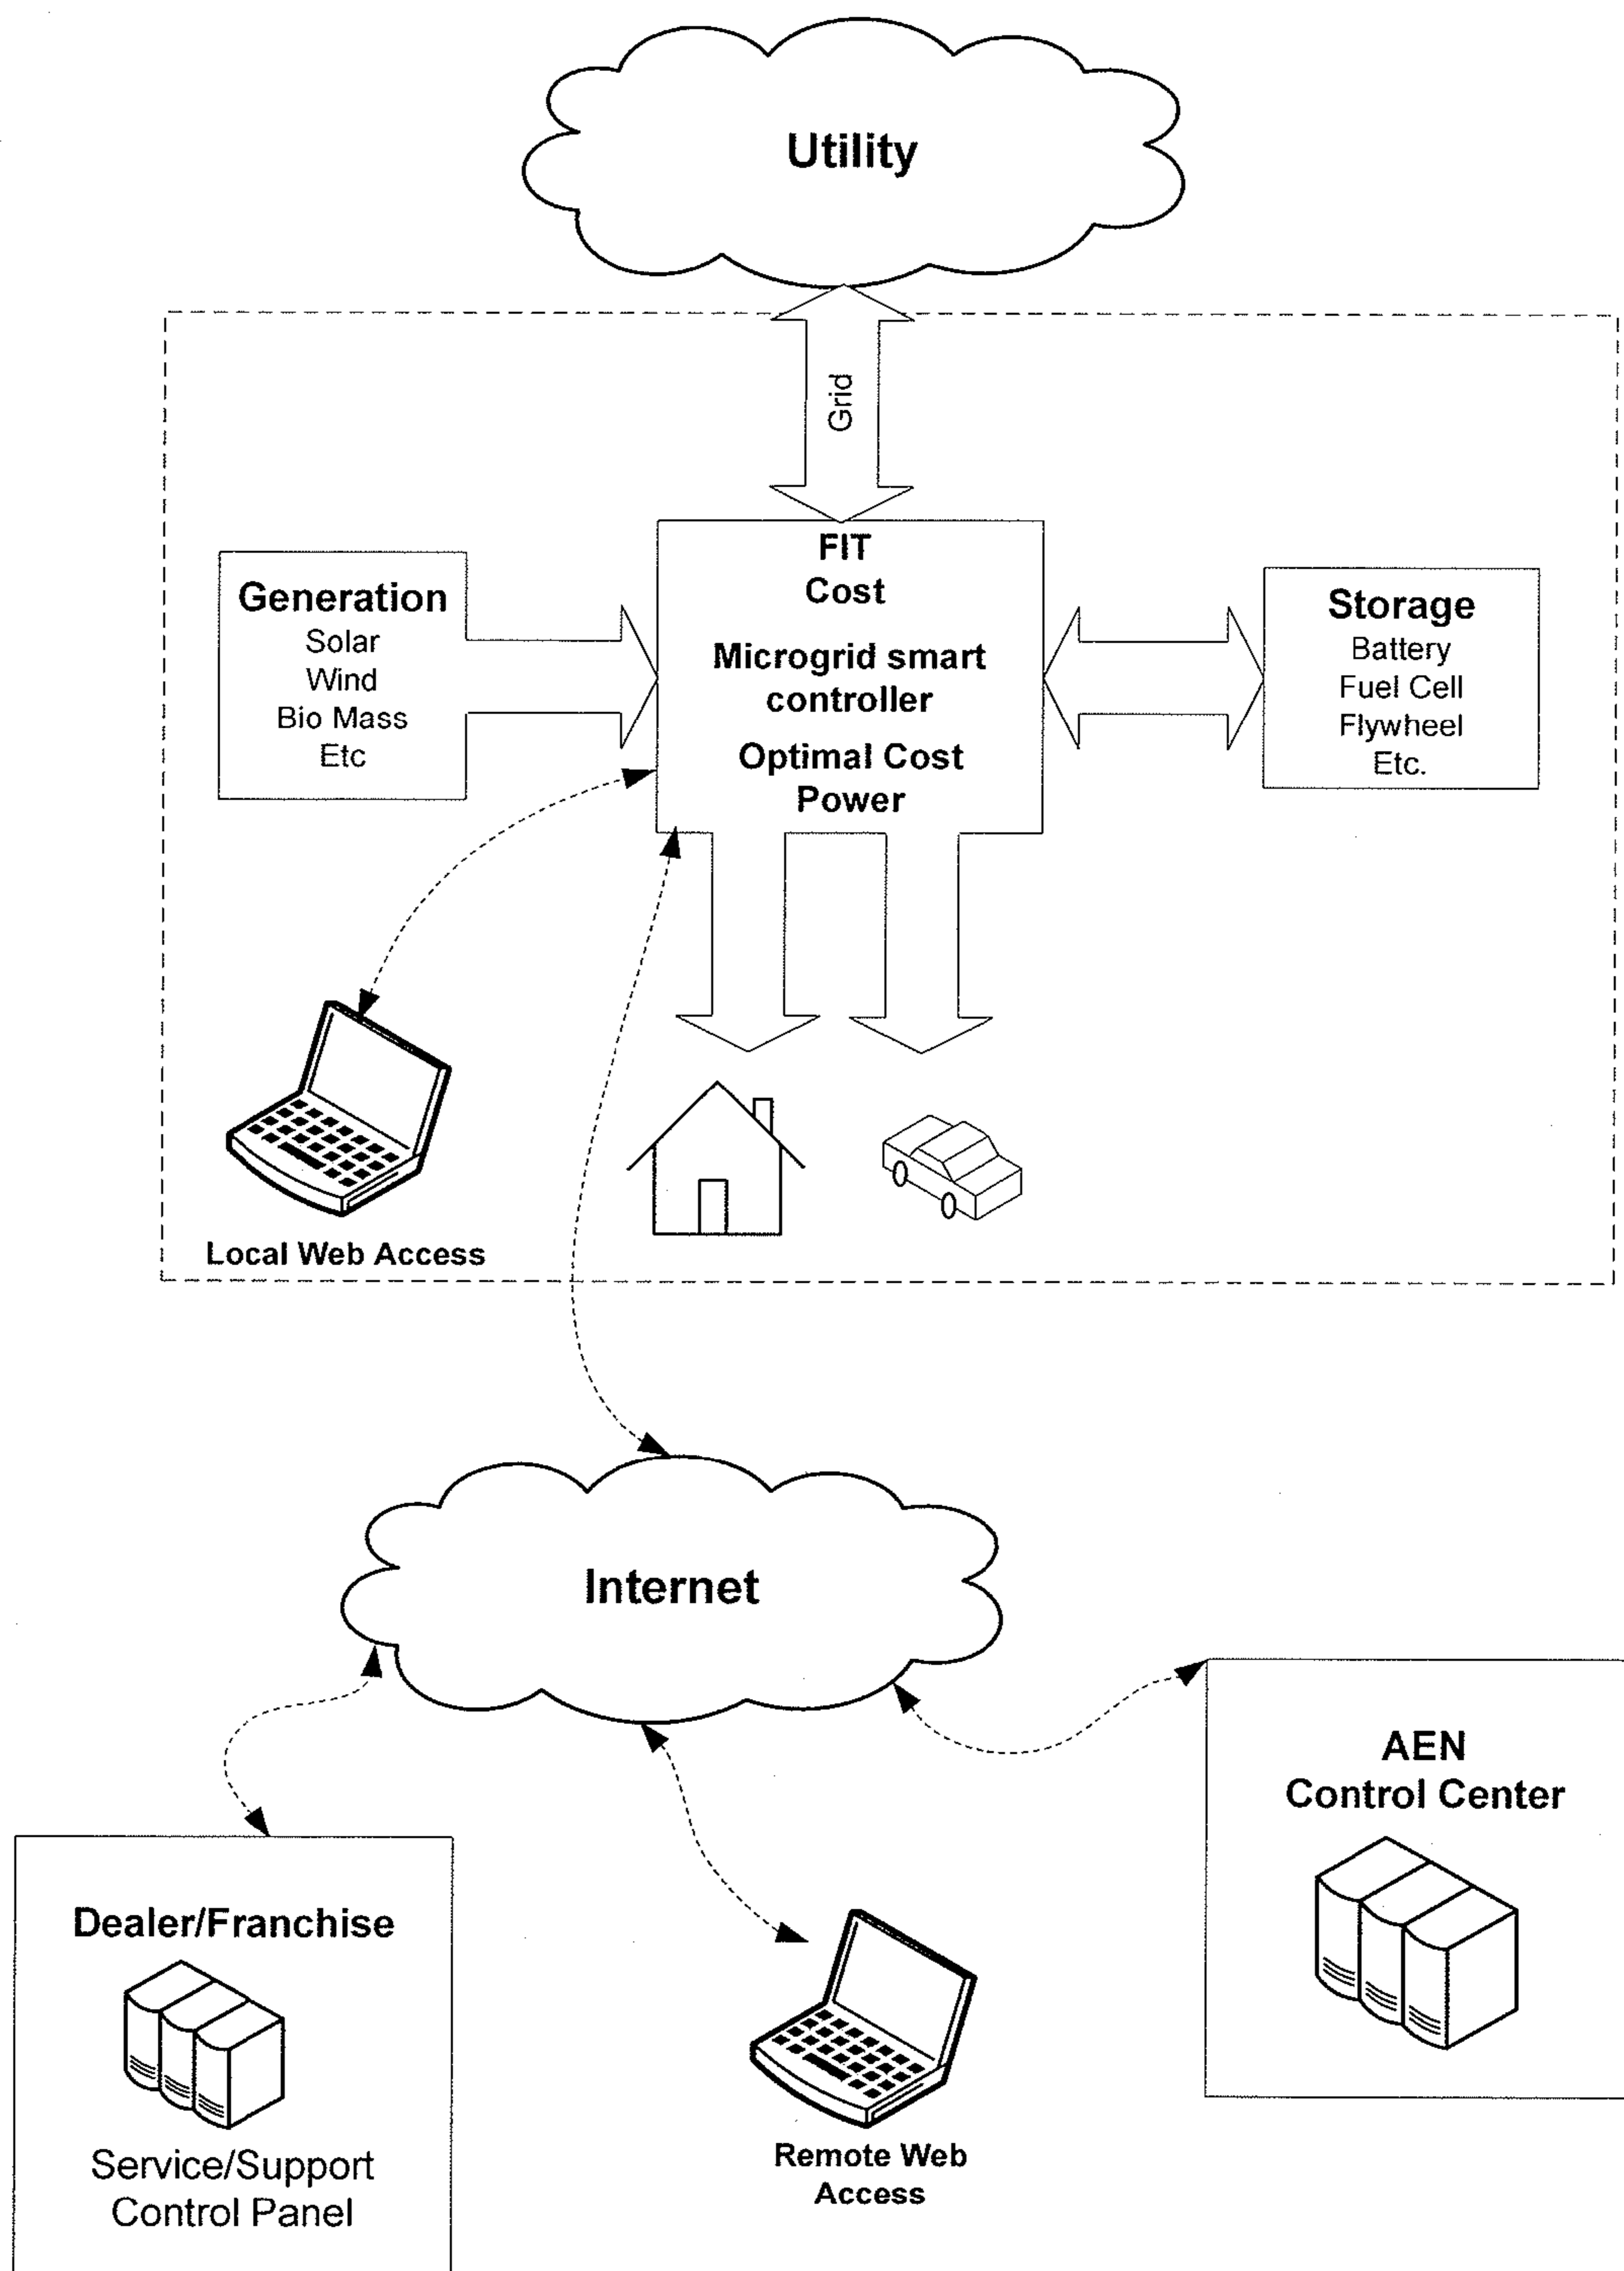 Utility
Grid
Generation
Solar
Wind
Bio Mass
Etc
FIT
Cost
Microgrid smart
controller
Optimal Cost
Power
Storage
Battery
Fuel Cell
Flywheel
Etc.
Local Web Access
Internet
AEN
Control Center
Dealer/Franchise
Service/Support
Control Panel
Remote Web
Access